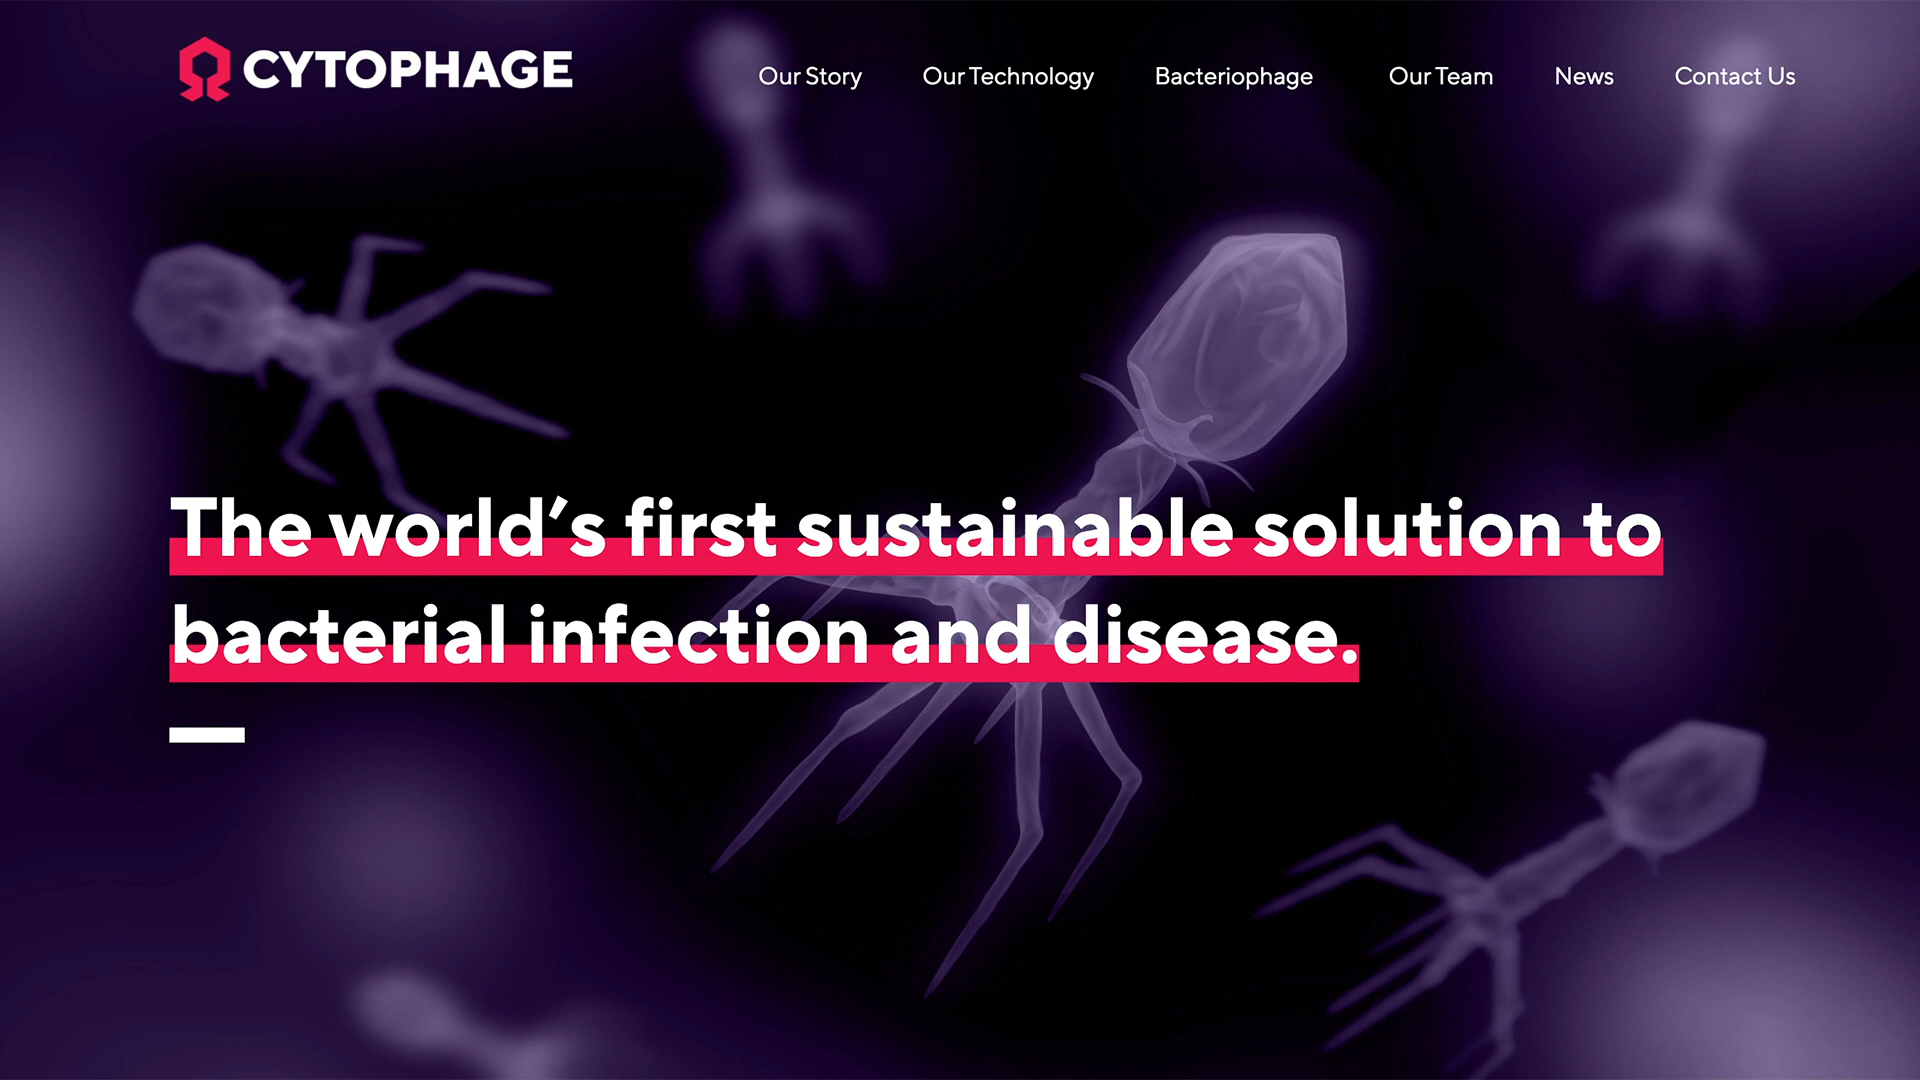 CYTOPHAGE
Our Story Our Technology Bacteriophage Our Team News Contact Us
The world’s first sustainable solution to
bacterial infection and disease.